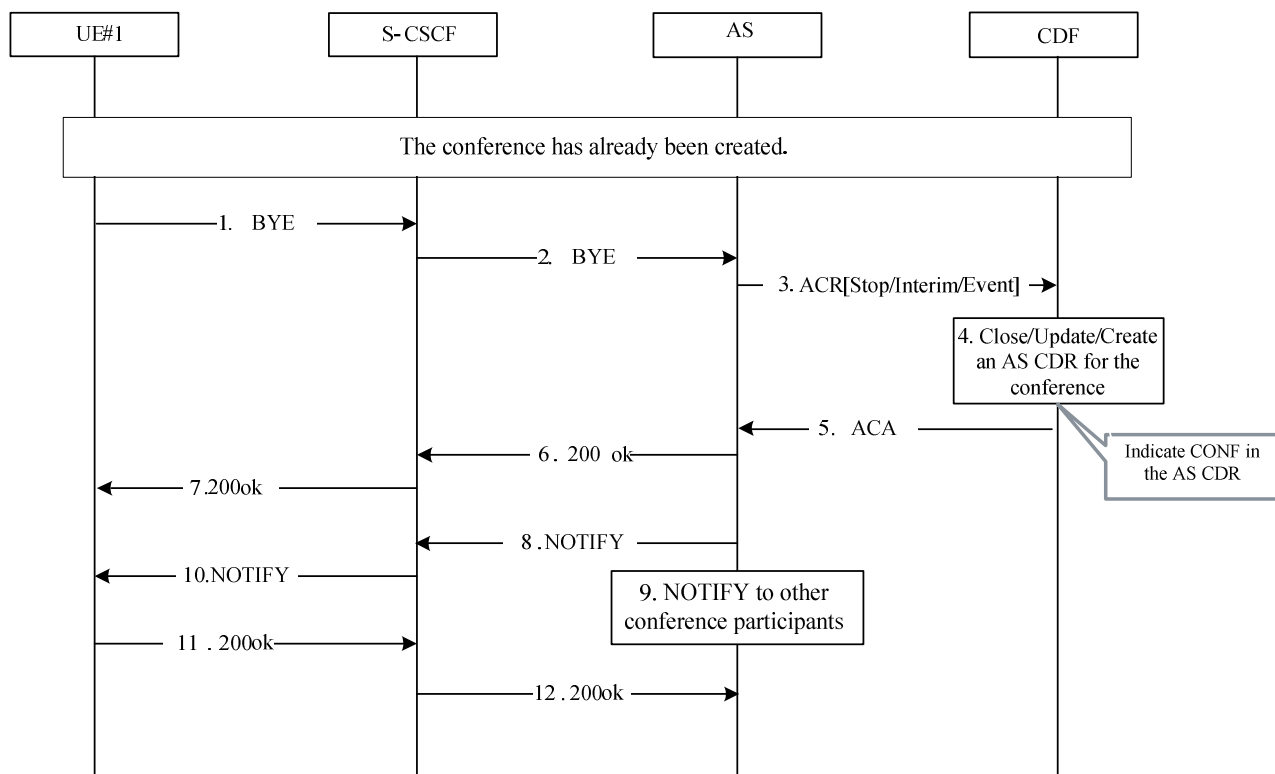 UE#1
S-CSCF
AS
CDF
The conference has already been created.
1. BYE
2. BYE
3. ACR[Stop/Interim/Event]
4. Close/Update/Create
an AS CDR for the
conference
5. ACA
Indicate CONF in
the AS CDR
6 . 200 ok
7.200ok
8 .NOTIFY
10.NOTIFY
9. NOTIFY to other
conference participants
11 . 200ok
12 . 200ok